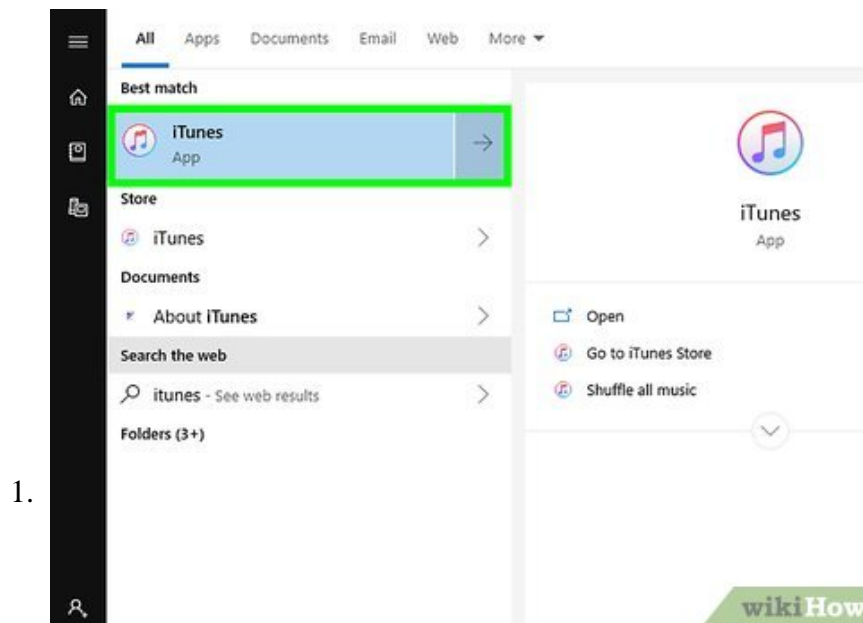 All Apps Documents Email Web More
Best match
iTunes
App
Store
iTunes
Documents
About iTunes
Search the web
itunes - See web results
Folders (3+)
iTunes
App
Open
Go to iTunes Store
Shuffle all music
1.
wikiHow